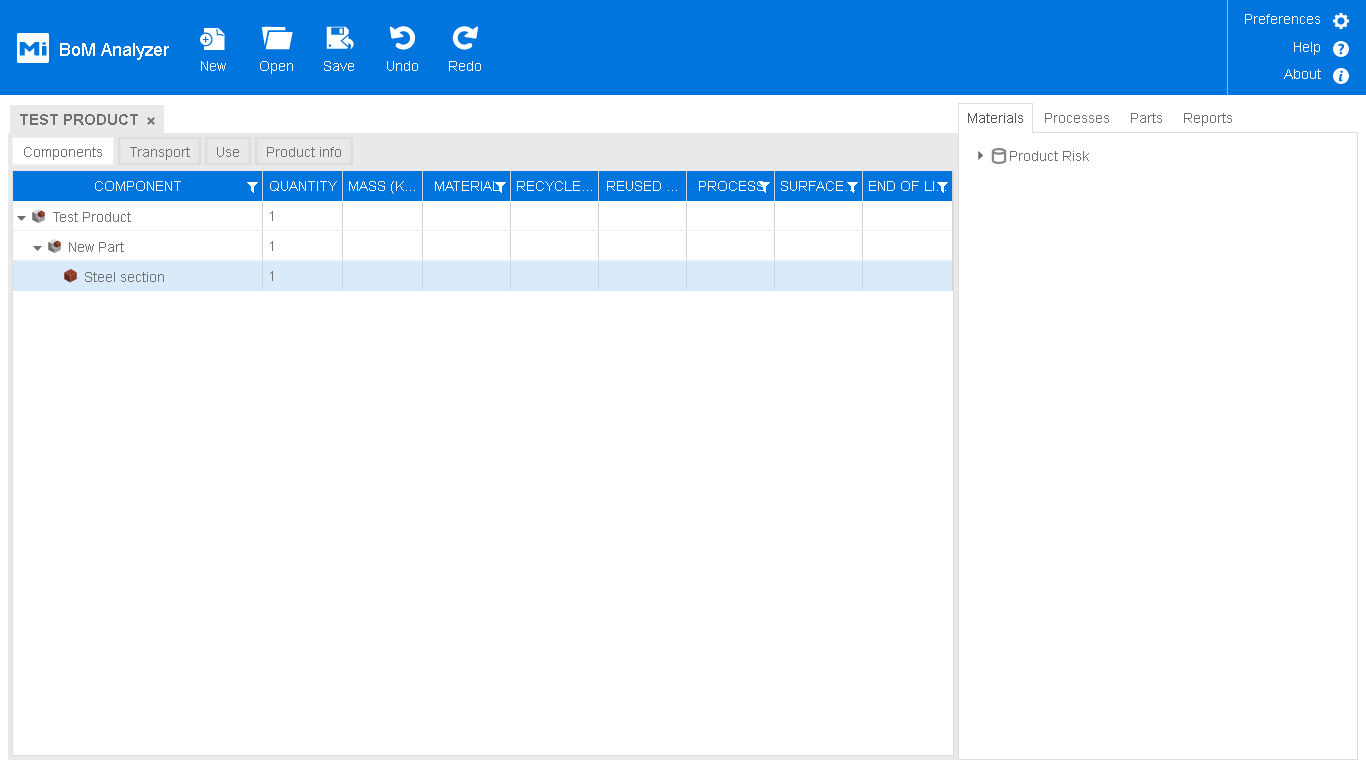 Mi BoM Analyzer
New Open Save Undo Redo
Preferences
Help ?
About i
TEST PRODUCT ×
Components Transport Use Product info
COMPONENT QUANTITY MASS (K... MATERIAL RECYCLE... REUSED ... PROCESS SURFACE. END OF LI
Test Product 1
New Part 1
Steel section 1
Materials Processes Parts Reports
Product Risk